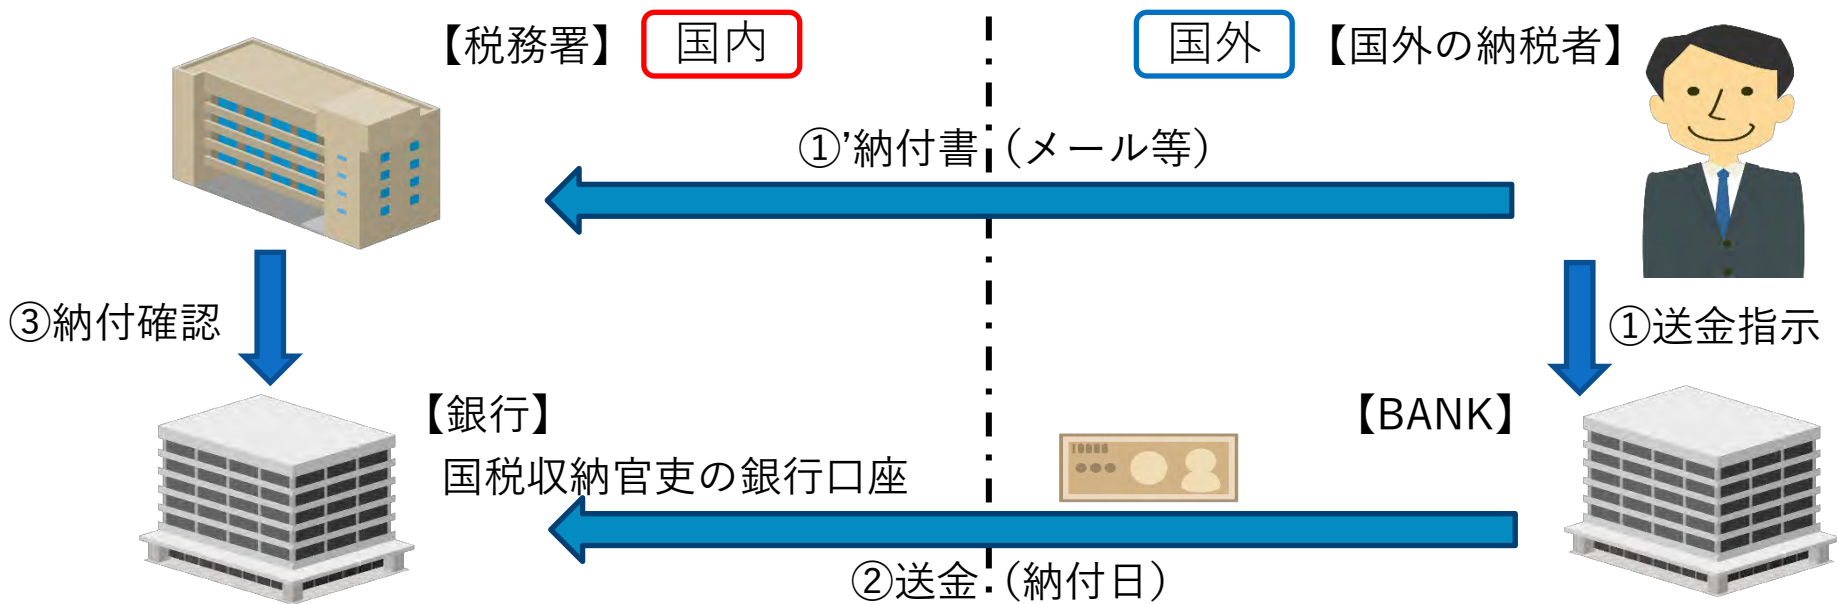 【税務署】 国内
国外 【国外の納税者】
①’納付書 (メール等)
③納付確認
①送金指示
【銀行】
【BANK】
国税収納官吏の銀行口座
10000
②送金 (納付日)